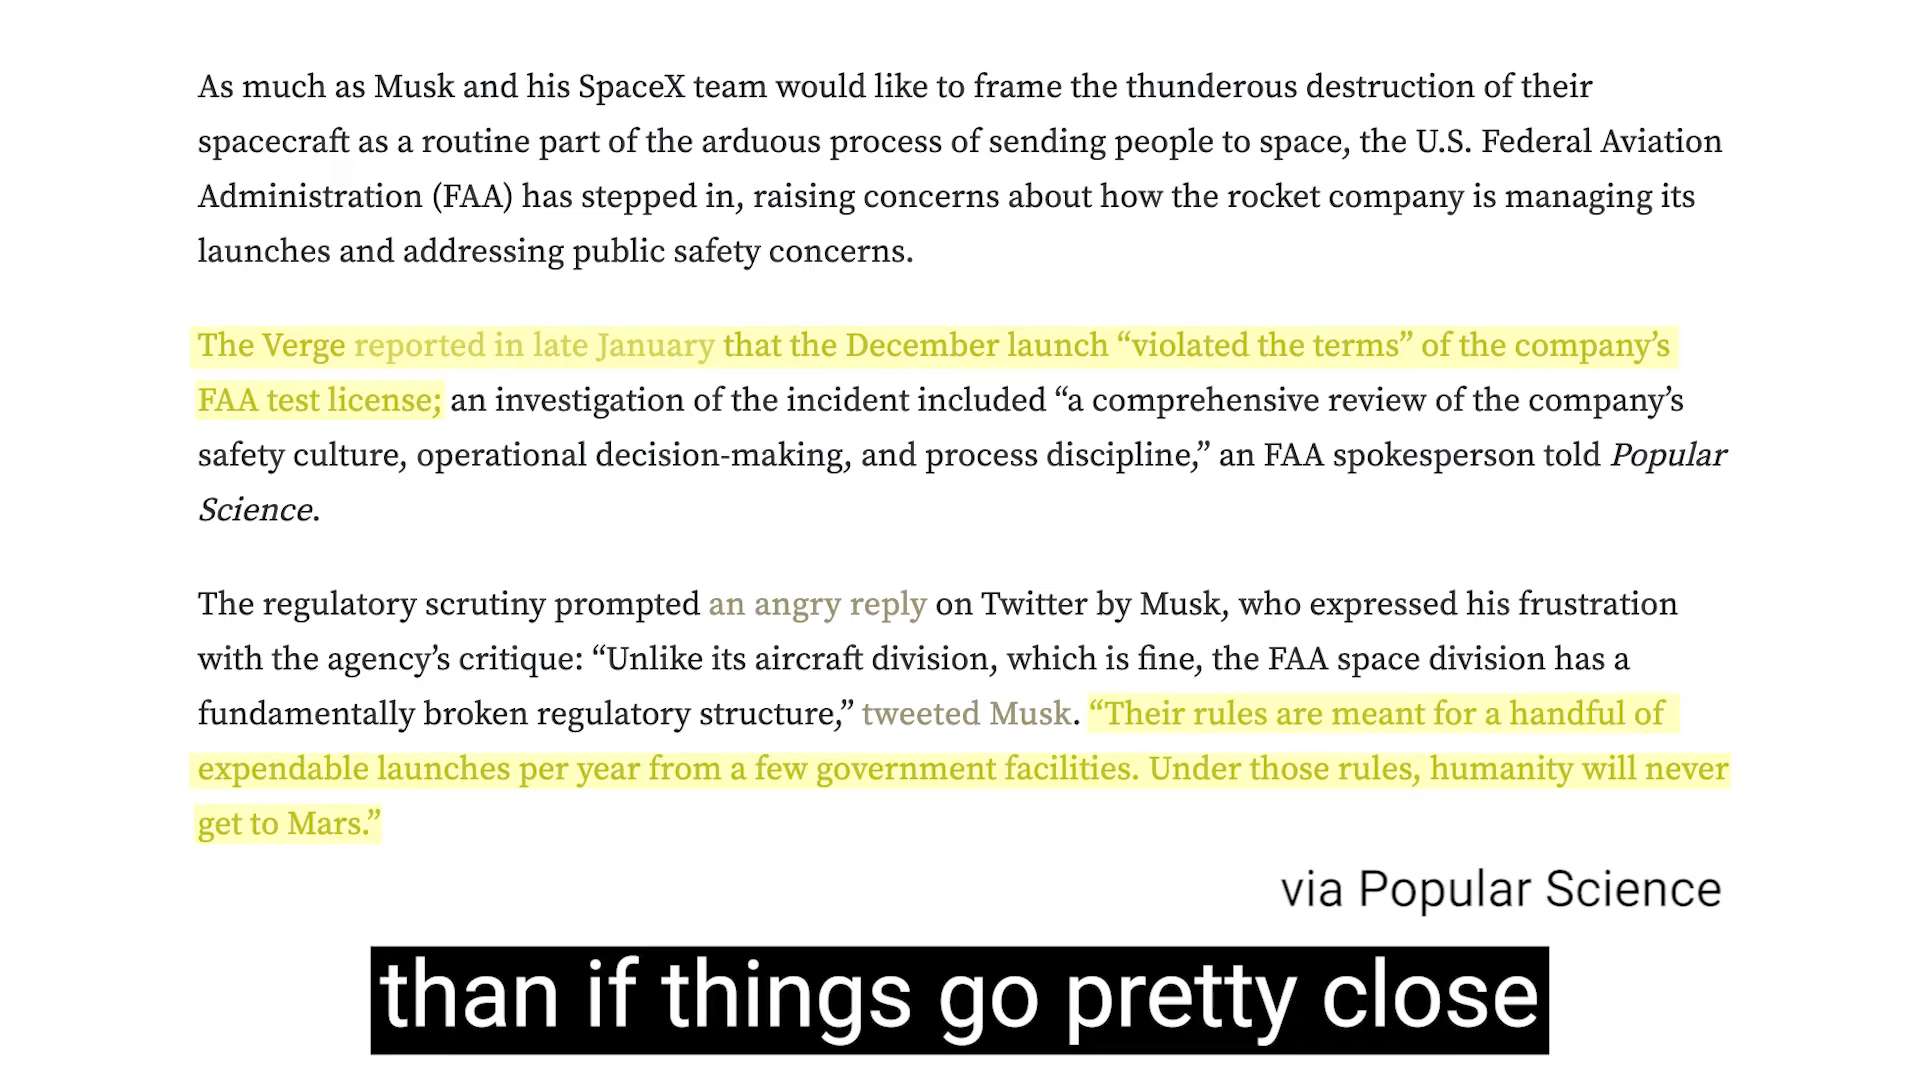 As much as Musk and his SpaceX team would like to frame the thunderous destruction of their
spacecraft as a routine part of the arduous process of sending people to space, the U.S. Federal Aviation
Administration (FAA) has stepped in, raising concerns about how the rocket company is managing its
launches and addressing public safety concerns.
The Verge reported in late January that the December launch “violated the terms” of the company’s
FAA test license; an investigation of the incident included “a comprehensive review of the company’s
safety culture, operational decision-making, and process discipline,” an FAA spokesperson told Popular
Science.
The regulatory scrutiny prompted an angry reply on Twitter by Musk, who expressed his frustration
with the agency’s critique: “Unlike its aircraft division, which is fine, the FAA space division has a
fundamentally broken regulatory structure,” tweeted Musk. “Their rules are meant for a handful of
expendable launches per year from a few government facilities. Under those rules, humanity will never
get to Mars.”
via Popular Science
than if things go pretty close